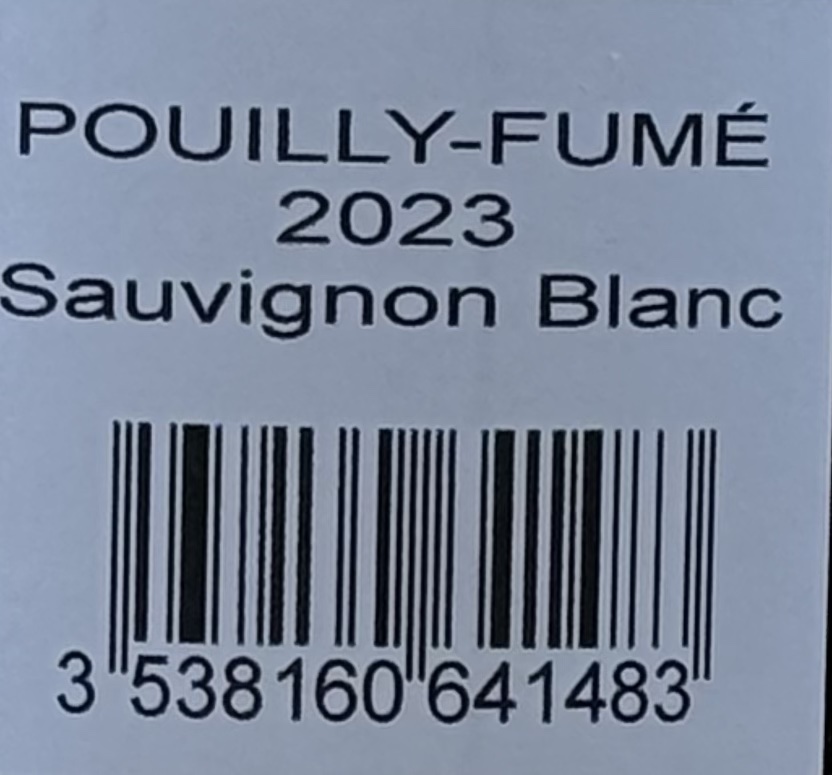 POUILLY-FUMÉ
2023
Sauvignon Blanc
3 538160 641483